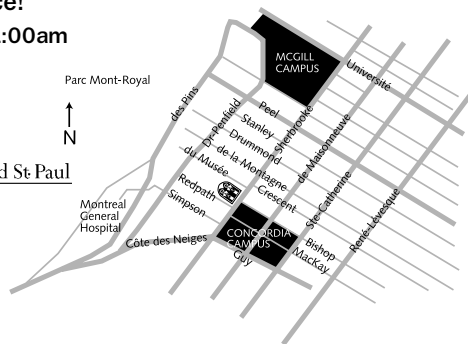 ce!
:00am
MCGILL
CAMPUS
Université
Parc Mont-Royal
des Pins
N
Dr-Penfield
Peel
Stanley
Sherbrooke
Drummond
de Maisonneuve
de la Montagne
du Musée
d St·Paul
Redpath
Crescent
Simpson
Ste-Catherine
René-Lévesque
Montreal
General
Hospital
CONCORDIA
CAMPUS
Côte des Neiges
Bishop
MacKay
Guy